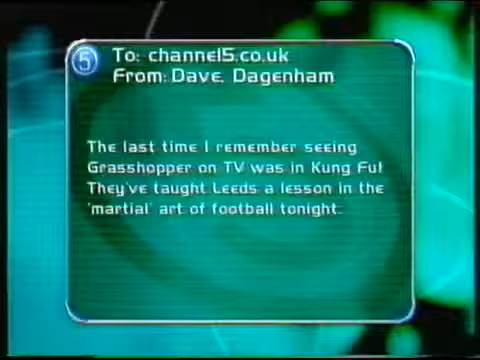 5
To: channel5.co.uk
From: Dave, Dagenham
The last time I remember seeing
Grasshopper on TV was in Kung Fu!
They've taught Leeds a lesson in the
'martial' art of football tonight.